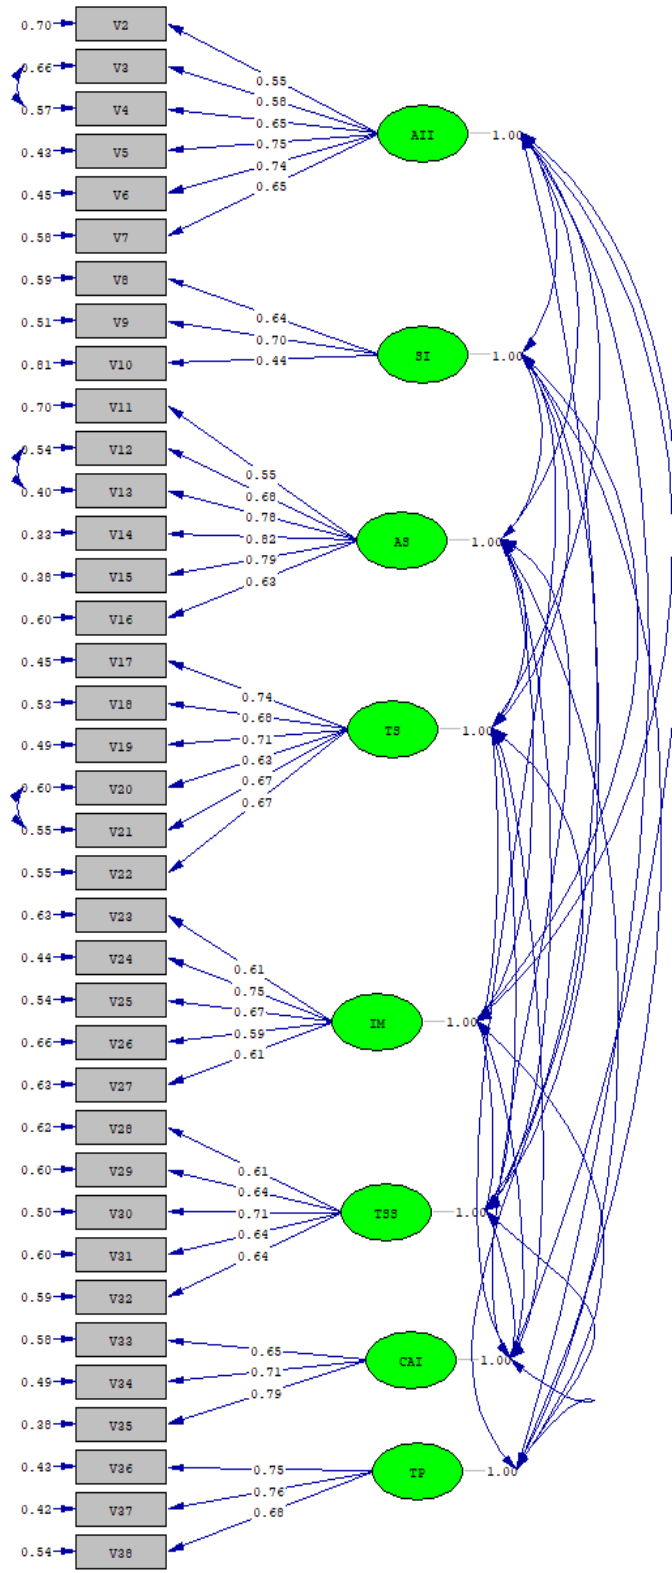 0.70 V2
0.66 V3
0.55
0.58
0.57 V4
0.65
AII 1.00
0.43 V5
0.75
0.74
0.45 V6
0.65
0.58 V7
0.59 V8
0.64
0.51 V9
0.70
SI 1.00
0.44
0.81 V10
0.70 V11
0.54 V12
0.55
0.68
0.40 V13
0.78
0.33 V14
0.82
AS 1.00
0.79
0.38 V15
0.63
0.60 V16
0.45 V17
0.74
0.53 V18
0.68
TS 1.00
0.49 V19
0.71
0.63
0.60 V20
0.67
0.67
0.55 V21
0.55 V22
0.63 V23
0.44 V24
0.61
0.75
0.54 V25
0.67
IM 1.00
0.66 V26
0.59
0.61
0.63 V27
0.62 V28
0.60 V29
0.61
0.64
0.50 V30
0.71
TSS 1.00
0.64
0.60 V31
0.64
0.59 V32
0.58 V33
0.65
CAI 1.00
0.71
0.49 V34
0.79
0.38 V35
0.43 V36
0.75
TP 1.00
0.76
0.42 V37
0.68
0.54 V38